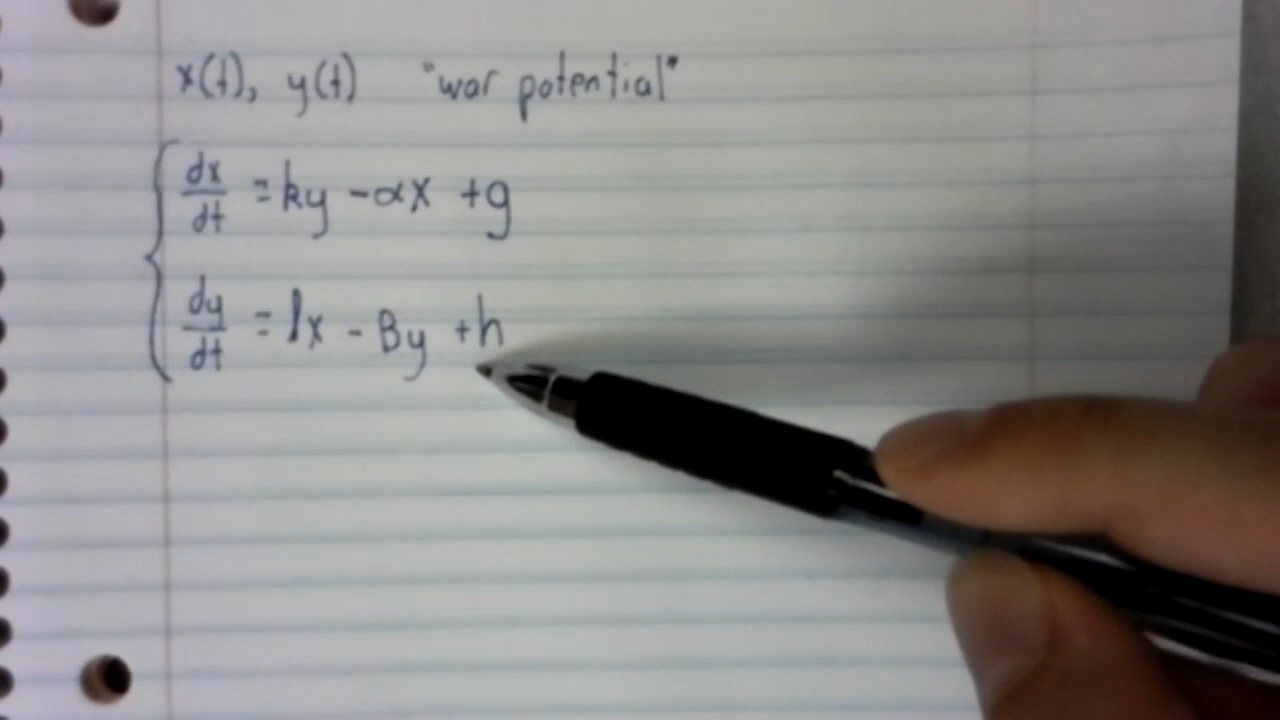 x(t), y(t) "war potential"
dx/dt = ky - αx + g
dy/dt = lx - βy + h